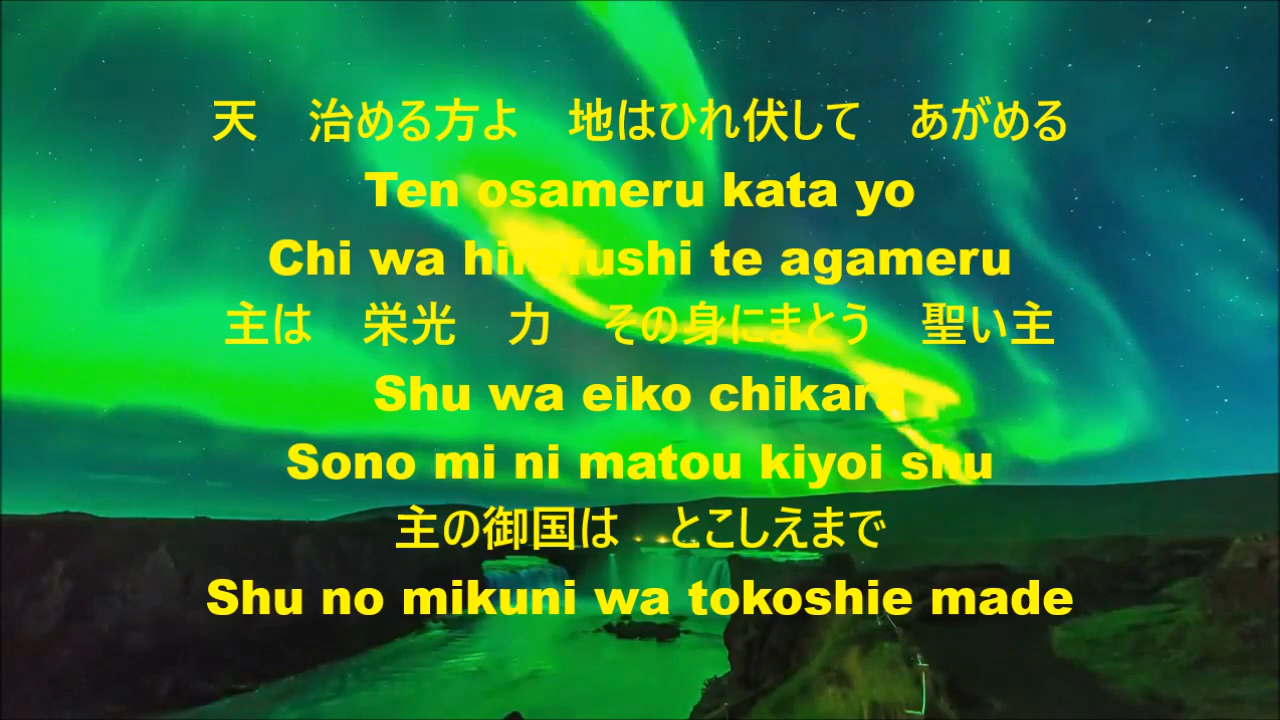 天　治める方よ　地はひれ伏して　あがめる
Ten osameru kata yo
Chi wa hirefushi te agameru
主は　栄光　力　その身にまとう　聖い主
Shu wa eiko chikara
Sono mi ni matou kiyoi shu
主の御国は　とこしえまで
Shu no mikuni wa tokoshie made